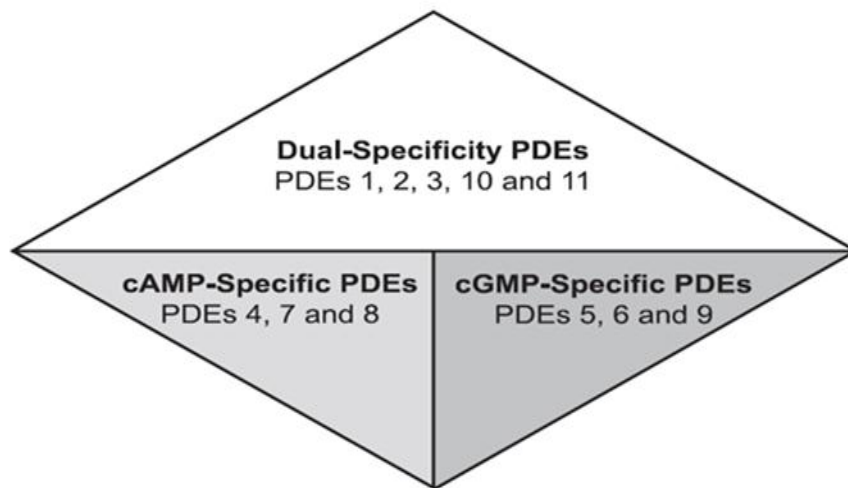 Dual-Specificity PDEs
PDEs 1, 2, 3, 10 and 11
cAMP-Specific PDEs
PDEs 4, 7 and 8
cGMP-Specific PDEs
PDEs 5, 6 and 9